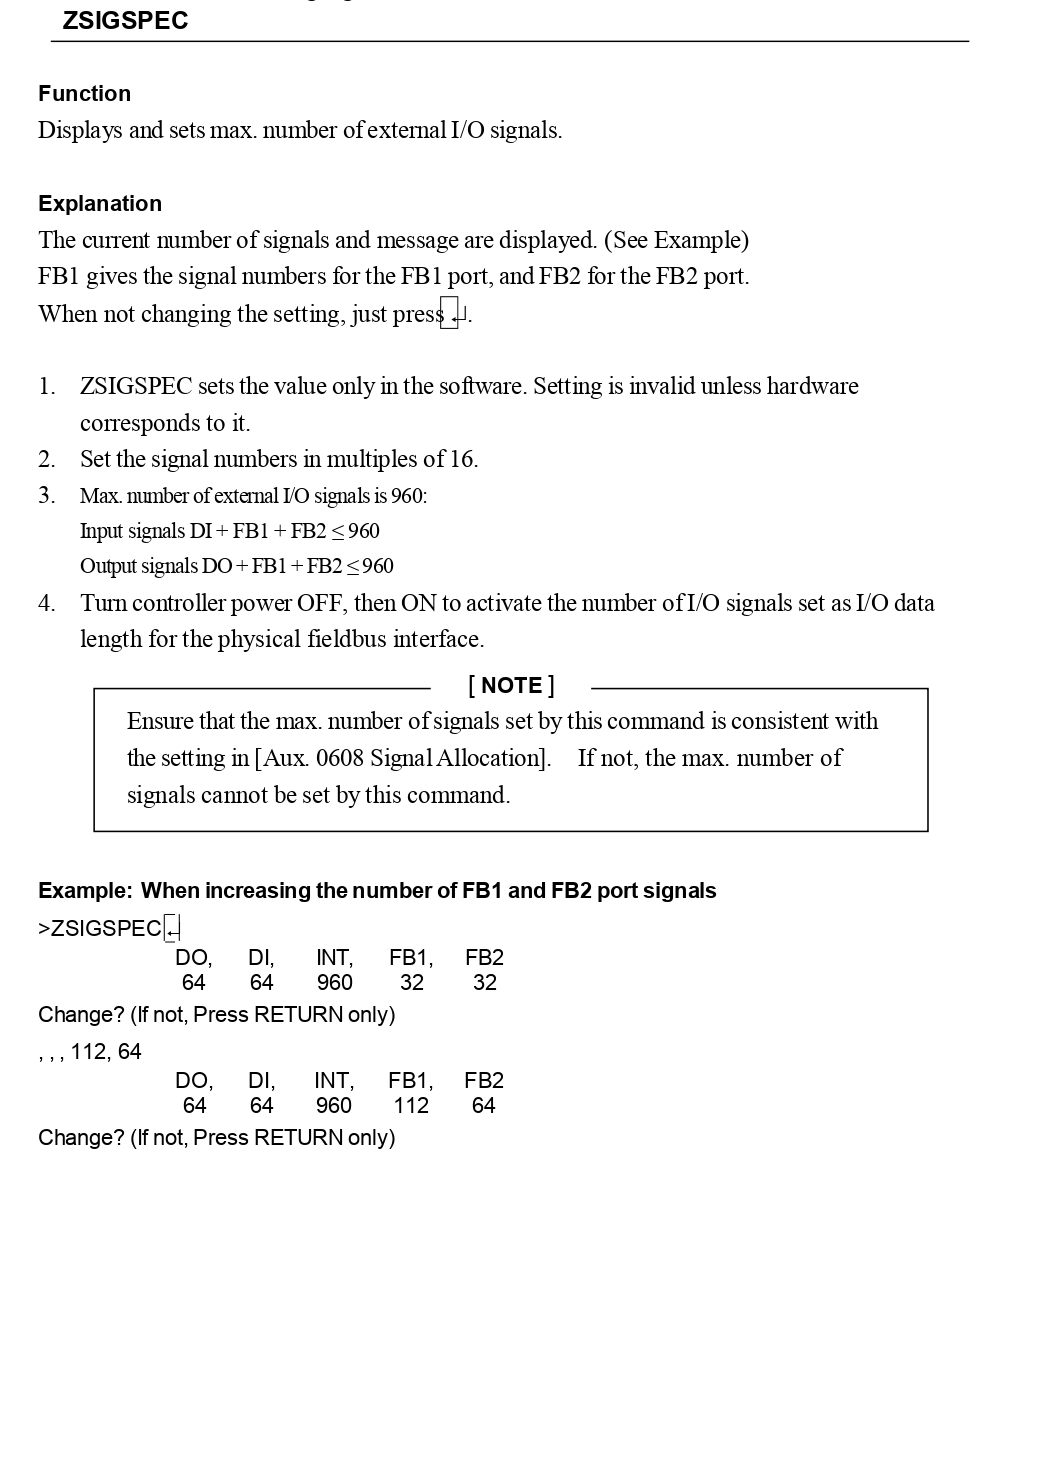 ZSIGSPEC
Function
Displays and sets max. number of external I/O signals.
Explanation
The current number of signals and message are displayed. (See Example)
FB1 gives the signal numbers for the FB1 port, and FB2 for the FB2 port.
When not changing the setting, just press ↵.
1. ZSIGSPEC sets the value only in the software. Setting is invalid unless hardware
corresponds to it.
2. Set the signal numbers in multiples of 16.
3. Max. number of external I/O signals is 960:
Input signals DI + FB1 + FB2 ≤ 960
Output signals DO + FB1 + FB2 ≤ 960
4. Turn controller power OFF, then ON to activate the number of I/O signals set as I/O data
length for the physical fieldbus interface.
[ NOTE ]
Ensure that the max. number of signals set by this command is consistent with
the setting in [Aux. 0608 Signal Allocation]. If not, the max. number of
signals cannot be set by this command.
Example: When increasing the number of FB1 and FB2 port signals
>ZSIGSPEC↵
DO, DI, INT, FB1, FB2
64 64 960 32 32
Change? (If not, Press RETURN only)
, , , 112, 64
DO, DI, INT, FB1, FB2
64 64 960 112 64
Change? (If not, Press RETURN only)